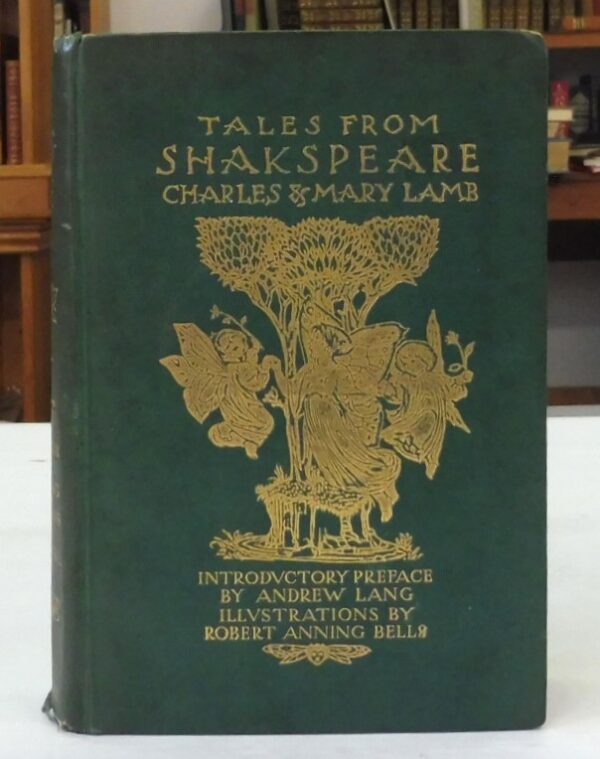 TALES FROM
SHAKSPEARE
CHARLES & MARY LAMB
INTRODVCTORY PREFACE
BY ANDREW LANG
ILLVSTRATIONS BY
ROBERT ANNING BELL